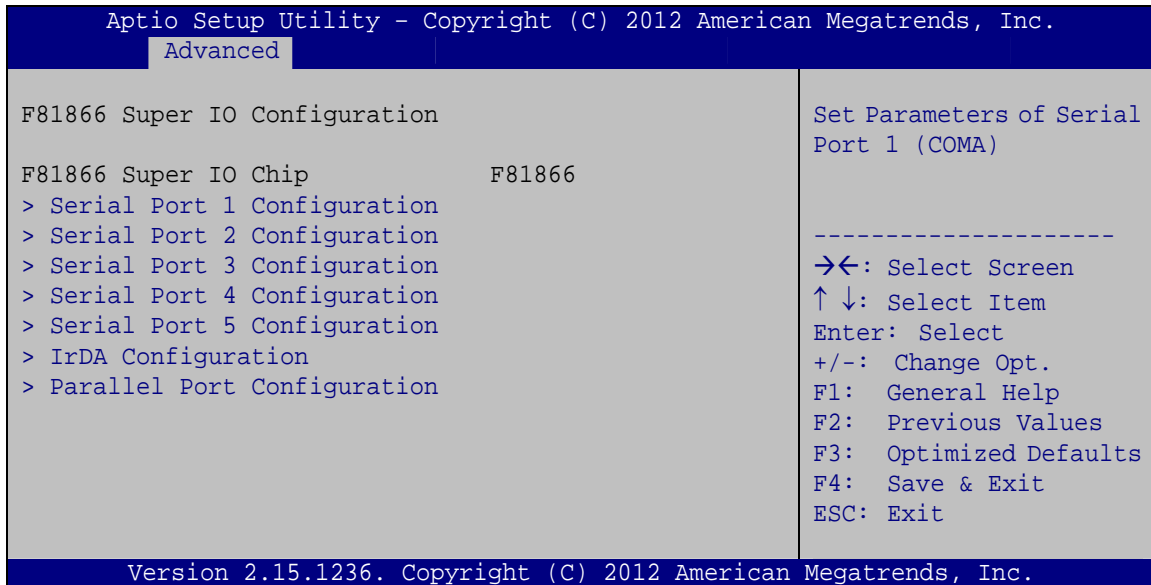 Aptio Setup Utility – Copyright (C) 2012 American Megatrends, Inc.
Advanced
F81866 Super IO Configuration
F81866 Super IO Chip F81866
> Serial Port 1 Configuration
> Serial Port 2 Configuration
> Serial Port 3 Configuration
> Serial Port 4 Configuration
> Serial Port 5 Configuration
> IrDA Configuration
> Parallel Port Configuration
Set Parameters of Serial
Port 1 (COMA)
---------------------
→←: Select Screen
↑ ↓: Select Item
Enter: Select
+/-: Change Opt.
F1: General Help
F2: Previous Values
F3: Optimized Defaults
F4: Save & Exit
ESC: Exit
Version 2.15.1236. Copyright (C) 2012 American Megatrends, Inc.